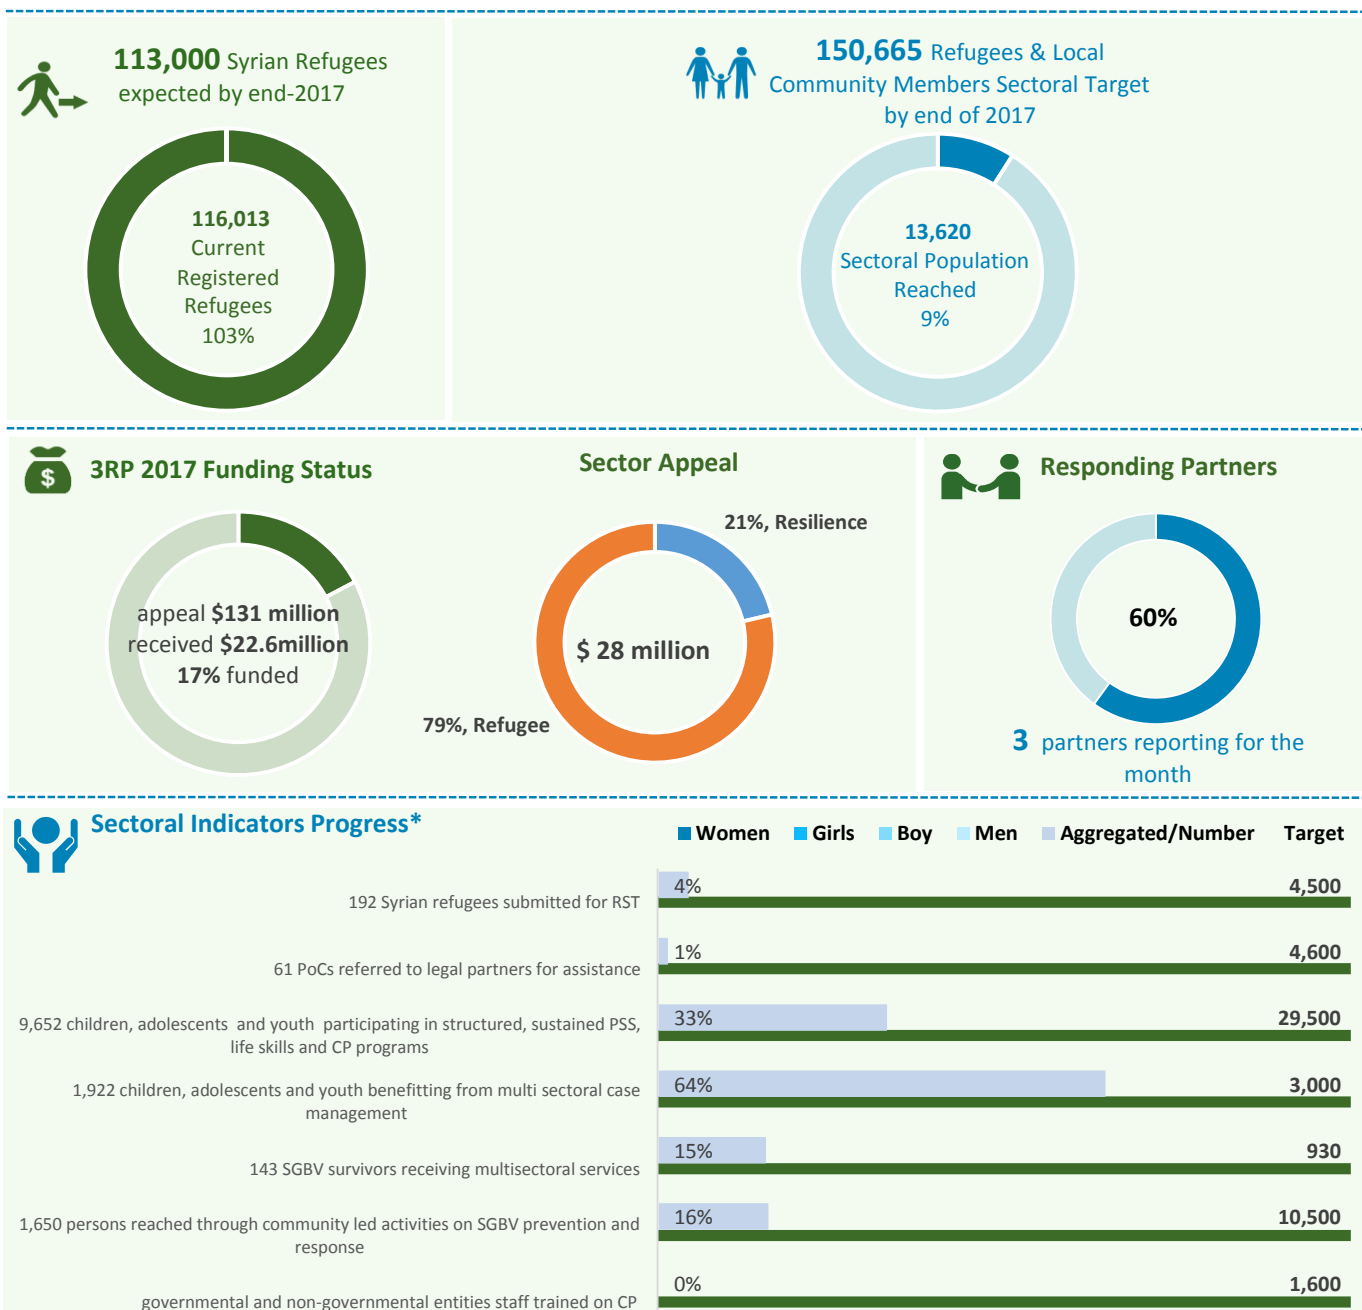 113,000 Syrian Refugees
expected by end-2017
116,013
Current
Registered
Refugees
103%
150,665 Refugees & Local
Community Members Sectoral Target
by end of 2017
13,620
Sectoral Population
Reached
9%
$
3RP 2017 Funding Status
appeal $131 million
received $22.6million
17% funded
Sector Appeal
21%, Resilience
$ 28 million
79%, Refugee
Responding Partners
60%
3 partners reporting for the
month
Sectoral Indicators Progress*
Women Girls Boy Men Aggregated/Number Target
192 Syrian refugees submitted for RST
4%
4,500
61 PoCs referred to legal partners for assistance
1%
4,600
9,652 children, adolescents and youth participating in structured, sustained PSS,
life skills and CP programs
33%
29,500
1,922 children, adolescents and youth benefitting from multi sectoral case
management
64%
3,000
143 SGBV survivors receiving multisectoral services
15%
930
1,650 persons reached through community led activities on SGBV prevention and
response
16%
10,500
governmental and non-governmental entities staff trained on CP
0%
1,600